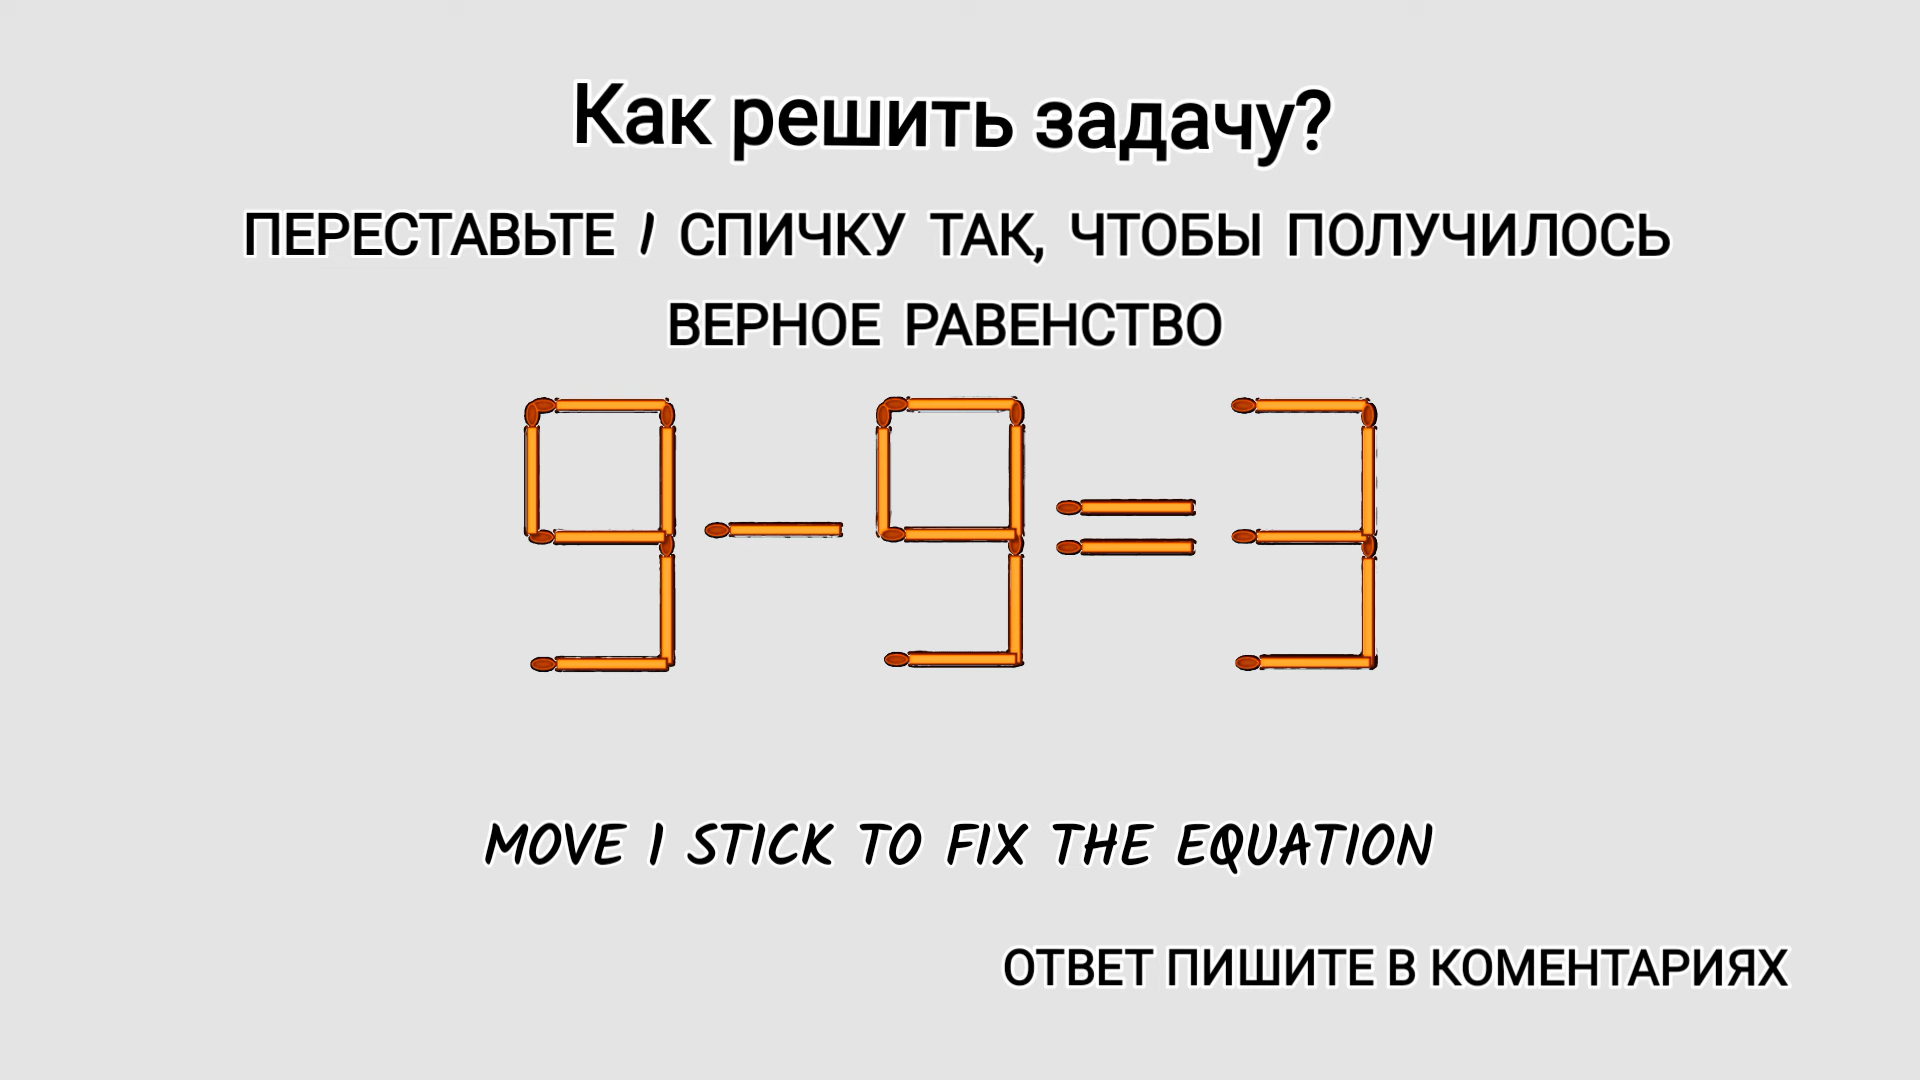 Как решить задачу?
ПЕРЕСТАВЬТЕ 1 СПИЧКУ ТАК, ЧТОБЫ ПОЛУЧИЛОСЬ
ВЕРНОЕ РАВЕНСТВО
9-9=3
MOVE 1 STICK TO FIX THE EQUATION
ОТВЕТ ПИШИТЕ В КОМЕНТАРИЯХ